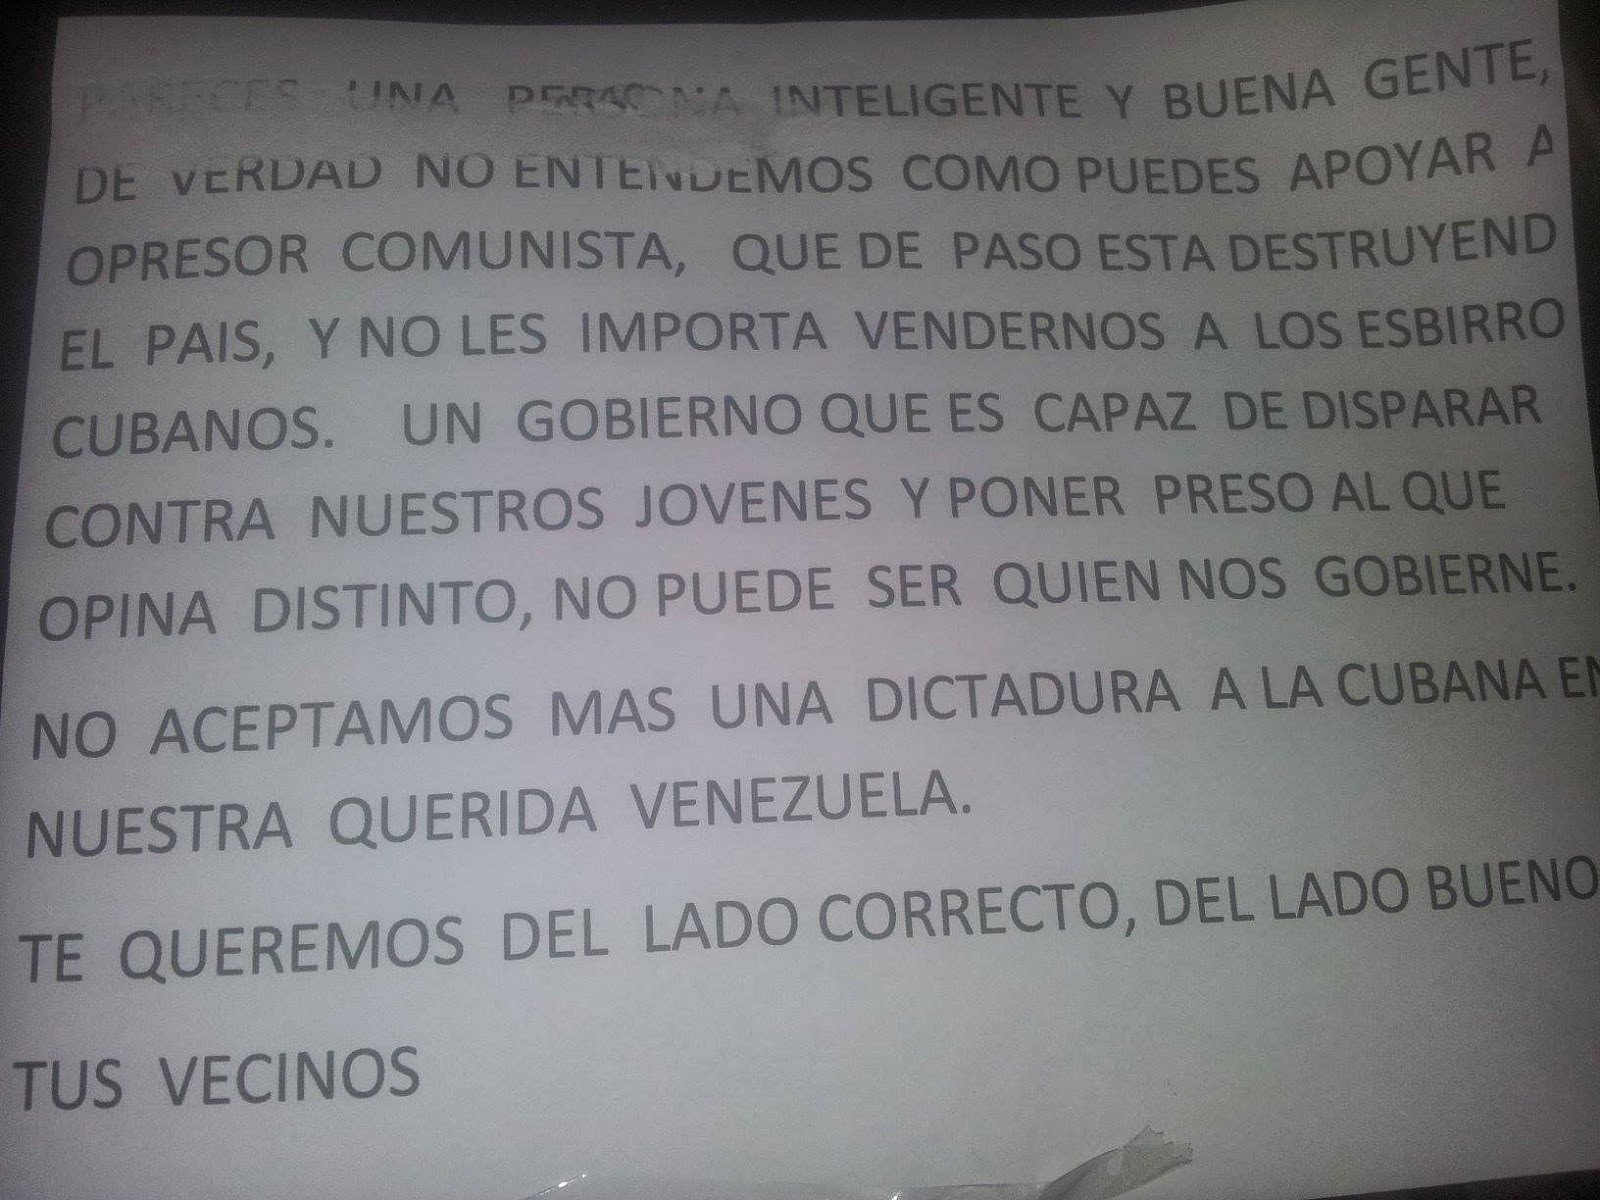 PARECES UNA PERSONA INTELIGENTE Y BUENA GENTE,
DE VERDAD NO ENTENDEMOS COMO PUEDES APOYAR A
OPRESOR COMUNISTA, QUE DE PASO ESTA DESTRUYEND
EL PAIS, Y NO LES IMPORTA VENDERNOS A LOS ESBIRRO
CUBANOS. UN GOBIERNO QUE ES CAPAZ DE DISPARAR
CONTRA NUESTROS JOVENES Y PONER PRESO AL QUE
OPINA DISTINTO, NO PUEDE SER QUIEN NOS GOBIERNE.
NO ACEPTAMOS MAS UNA DICTADURA A LA CUBANA EN
NUESTRA QUERIDA VENEZUELA.
TE QUEREMOS DEL LADO CORRECTO, DEL LADO BUENO
TUS VECINOS